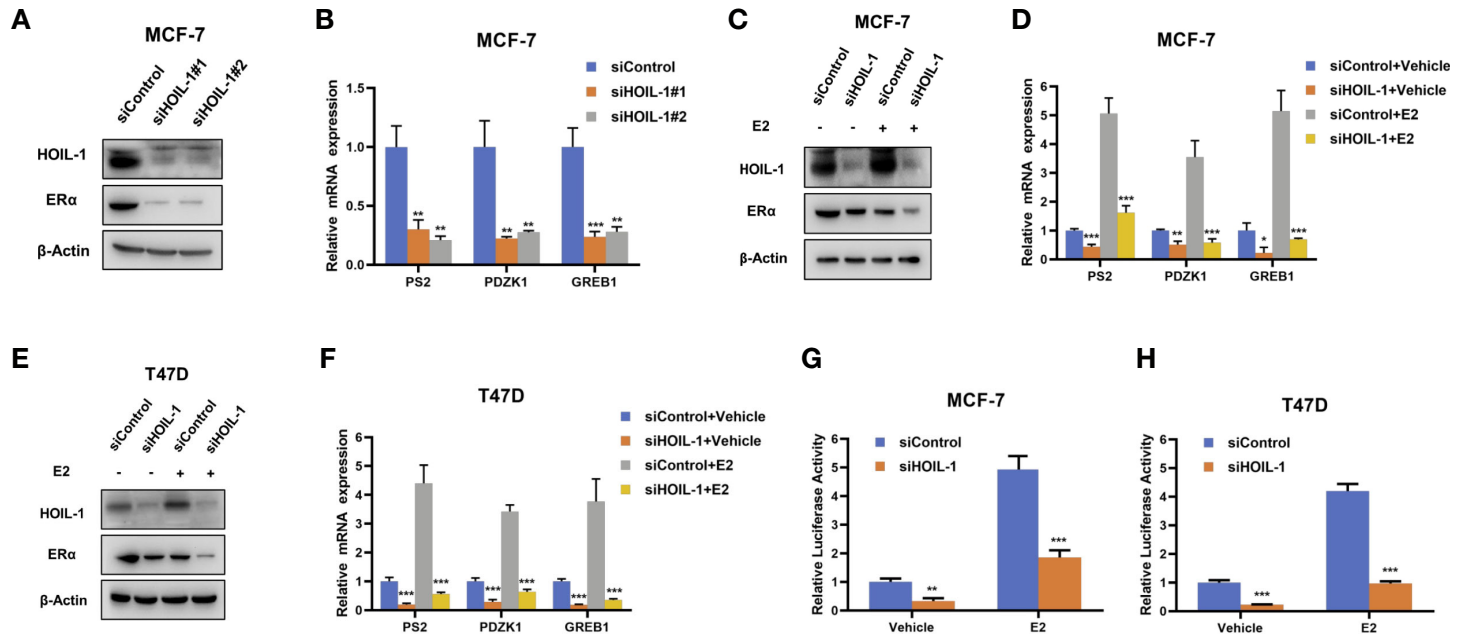 A
MCF-7
siControl
siHOIL-1#1
siHOIL-1#2
HOIL-1
ERα
β-Actin
B
MCF-7
siControl
siHOIL-1#1
siHOIL-1#2
Relative mRNA expression
1.5
1.0
0.5
0.0
** ** ** ** *** **
PS2 PDZK1 GREB1
C
MCF-7
siControl
siHOIL-1
siControl
siHOIL-1
E2 - - + +
HOIL-1
ERα
β-Actin
D
MCF-7
siControl+Vehicle
siHOIL-1+Vehicle
siControl+E2
siHOIL-1+E2
Relative mRNA expression
6
5
4
3
2
1
0
*** *** ** *** * ***
PS2 PDZK1 GREB1
E
T47D
siControl
siHOIL-1
siControl
siHOIL-1
E2 - - + +
HOIL-1
ERα
β-Actin
F
T47D
siControl+Vehicle
siHOIL-1+Vehicle
siControl+E2
siHOIL-1+E2
Relative mRNA expression
6
5
4
3
2
1
0
*** *** *** *** *** ***
PS2 PDZK1 GREB1
G
MCF-7
siControl
siHOIL-1
Relative Luciferase Activity
6
5
4
3
2
1
0
** ***
Vehicle E2
H
T47D
siControl
siHOIL-1
Relative Luciferase Activity
6
5
4
3
2
1
0
*** ***
Vehicle E2